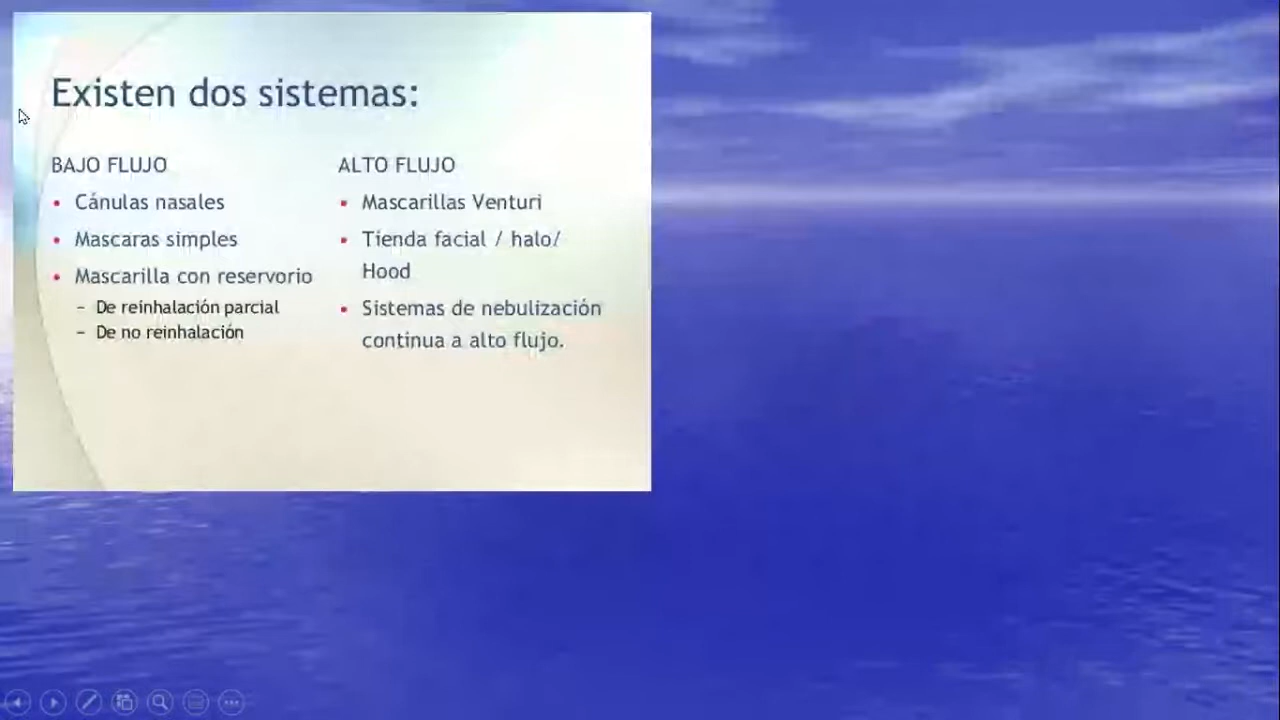 Existen dos sistemas:
BAJO FLUJO
• Cánulas nasales
• Mascaras simples
• Mascarilla con reservorio
– De reinhalación parcial
– De no reinhalación
ALTO FLUJO
• Mascarillas Venturi
• Tienda facial / halo/
Hood
• Sistemas de nebulización
continua a alto flujo.